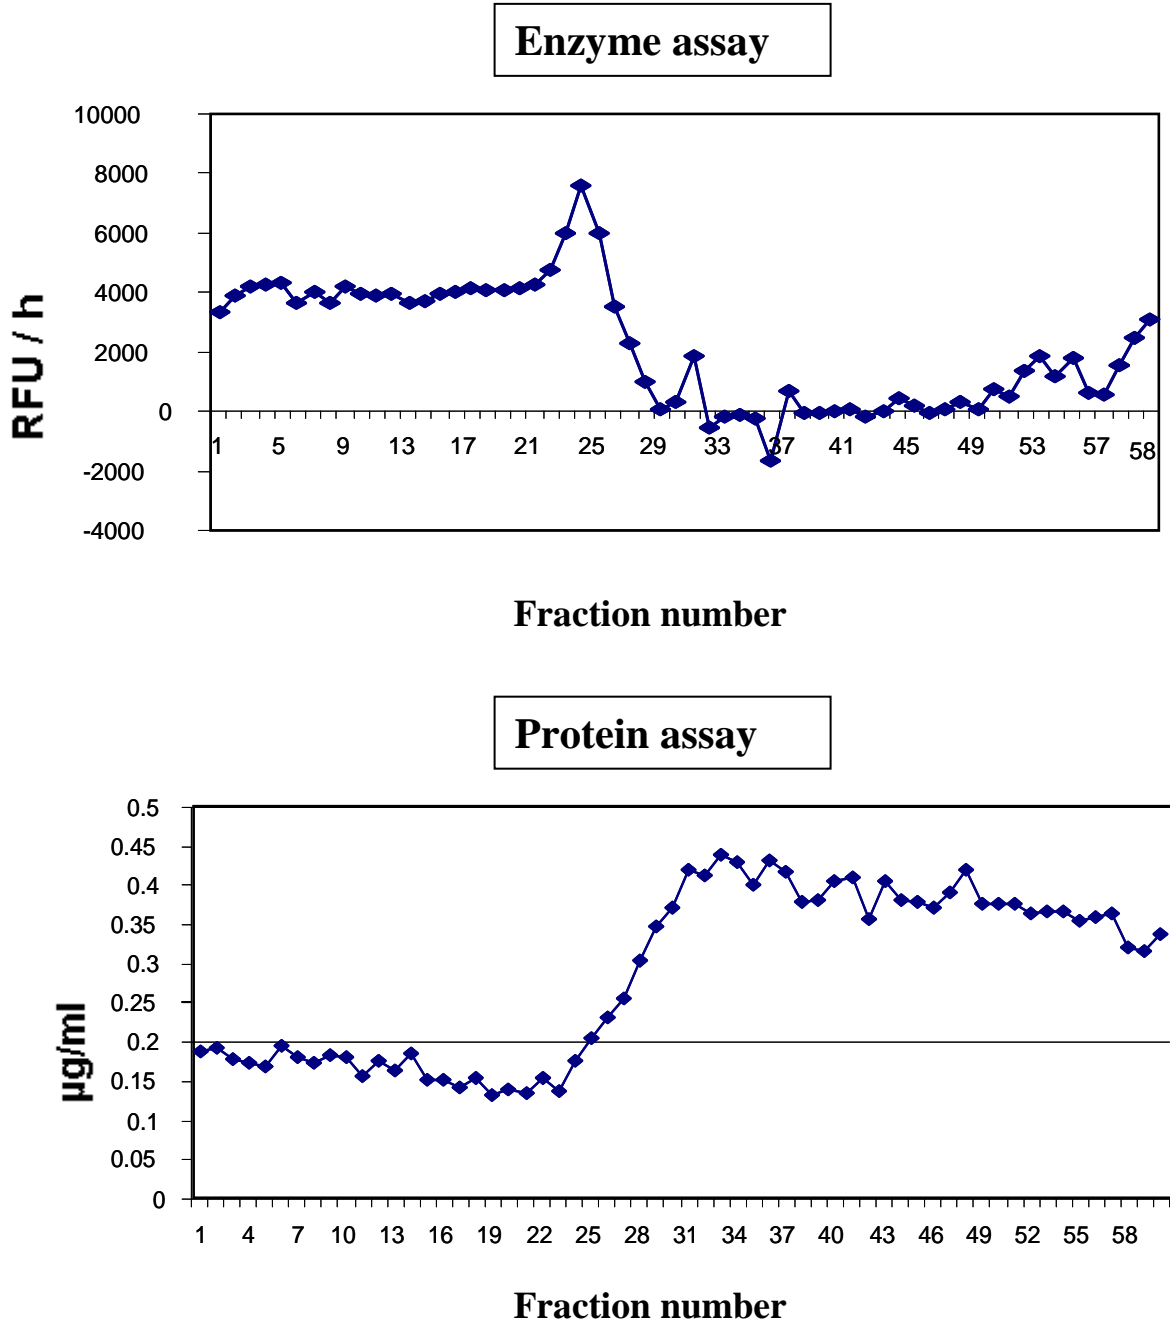 Enzyme assay
10000
8000
6000
4000
2000
0
-2000
-4000
RFU / h
1 5 9 13 17 21 25 29 33 37 41 45 49 53 57 58
Fraction number
Protein assay
0.5
0.45
0.4
0.35
0.3
0.25
0.2
0.15
0.1
0.05
0
µg/ml
1 4 7 10 13 16 19 22 25 28 31 34 37 40 43 46 49 52 55 58
Fraction number